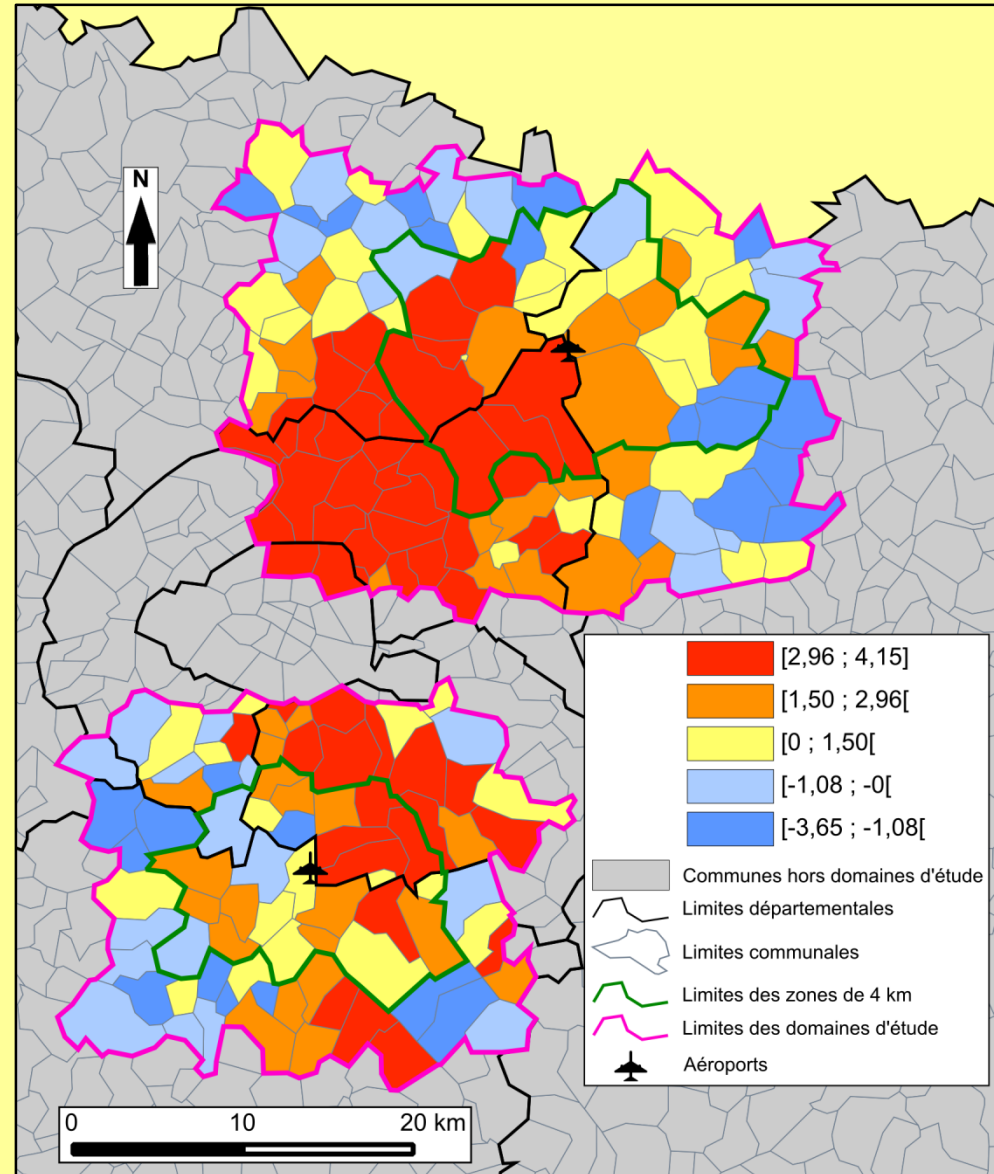 N
[2,96 ; 4,15]
[1,50 ; 2,96[
[0 ; 1,50[
[-1,08 ; -0[
[-3,65 ; -1,08[
Communes hors domaines d'étude
Limites départementales
Limites communales
Limites des zones de 4 km
Limites des domaines d'étude
Aéroports
0 10 20 km